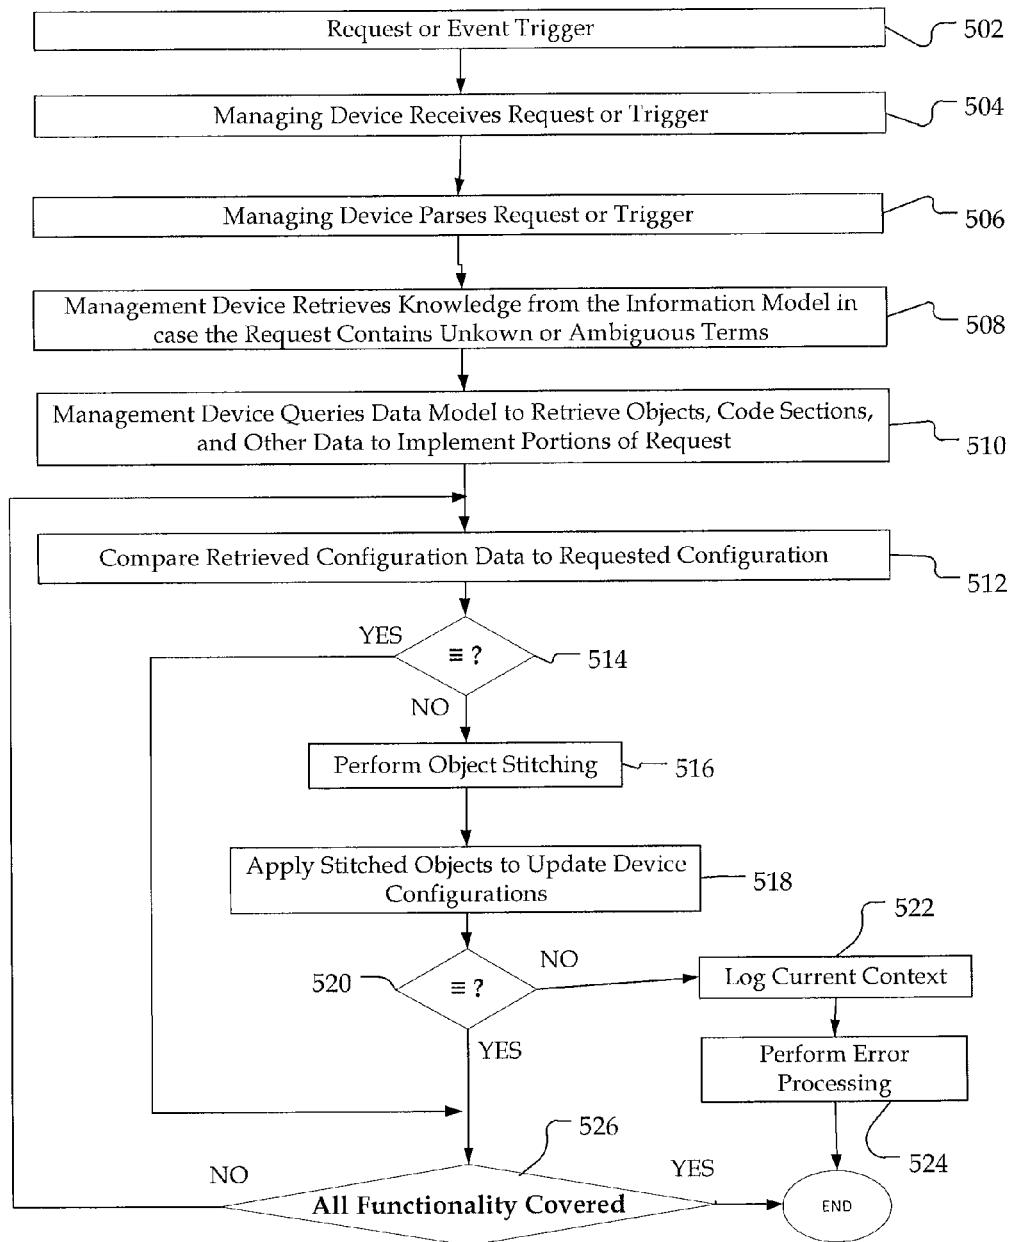 Request or Event Trigger
502
Managing Device Receives Request or Trigger
504
Managing Device Parses Request or Trigger
506
Management Device Retrieves Knowledge from the Information Model in
case the Request Contains Unkown or Ambiguous Terms
508
Management Device Queries Data Model to Retrieve Objects, Code Sections,
and Other Data to Implement Portions of Request
510
Compare Retrieved Configuration Data to Requested Configuration
512
YES
≡ ?
514
NO
Perform Object Stitching
516
Apply Stitched Objects to Update Device
Configurations
518
522
520
≡ ?
NO
Log Current Context
YES
Perform Error
Processing
524
526
NO
YES
All Functionality Covered
END